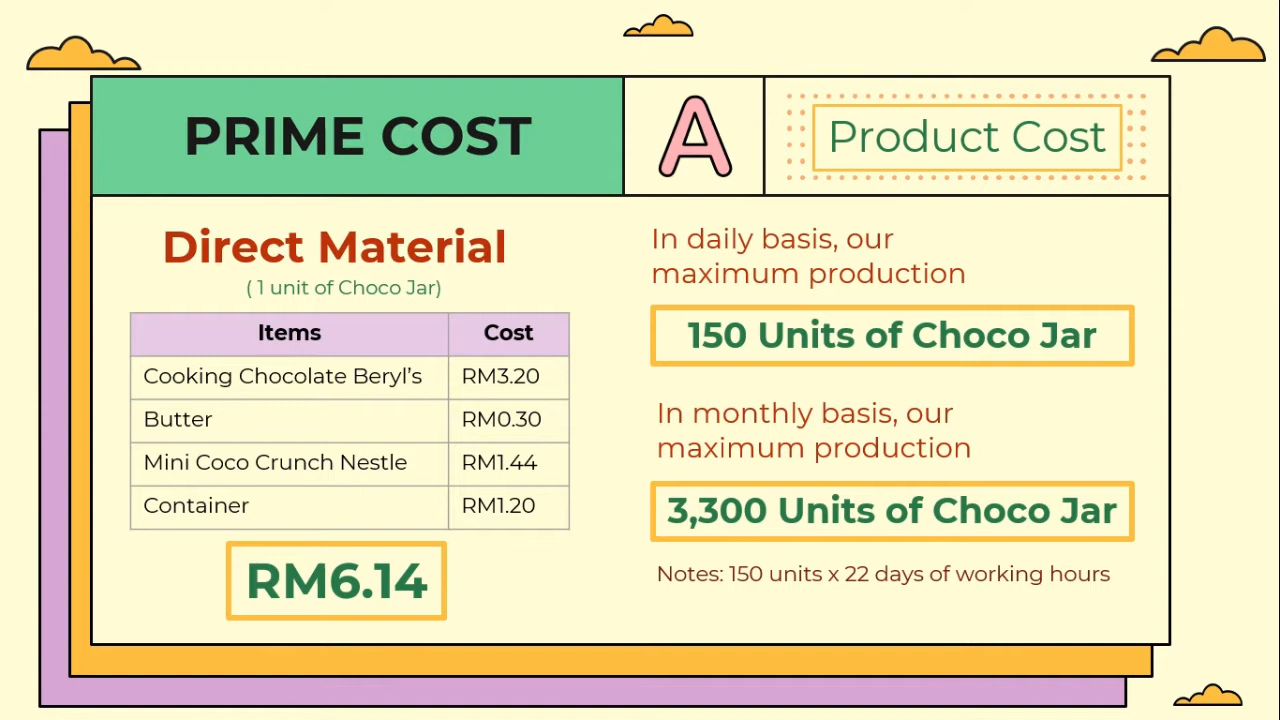 PRIME COST
A
Product Cost
Direct Material
( 1 unit of Choco Jar)
Items Cost
Cooking Chocolate Beryl’s RM3.20
Butter RM0.30
Mini Coco Crunch Nestle RM1.44
Container RM1.20
RM6.14
In daily basis, our
maximum production
150 Units of Choco Jar
In monthly basis, our
maximum production
3,300 Units of Choco Jar
Notes: 150 units x 22 days of working hours